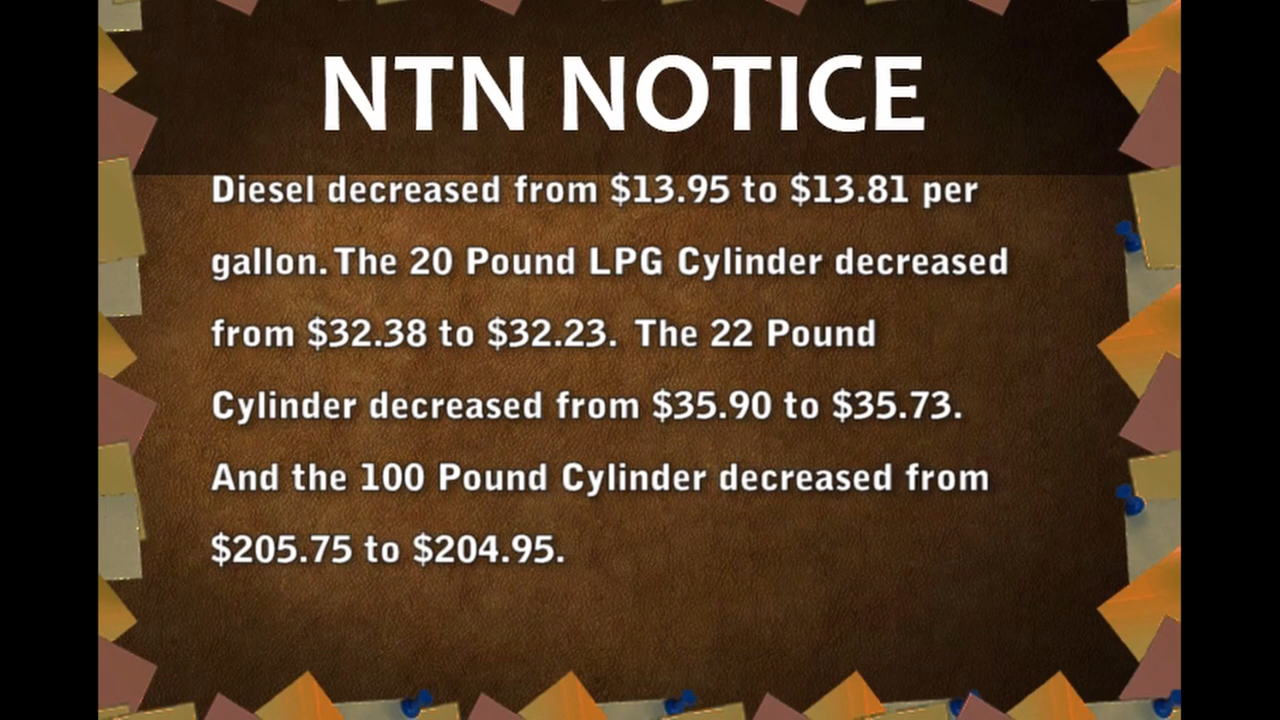 NTN NOTICE
Diesel decreased from $13.95 to $13.81 per
gallon. The 20 Pound LPG Cylinder decreased
from $32.38 to $32.23. The 22 Pound
Cylinder decreased from $35.90 to $35.73.
And the 100 Pound Cylinder decreased from
$205.75 to $204.95.